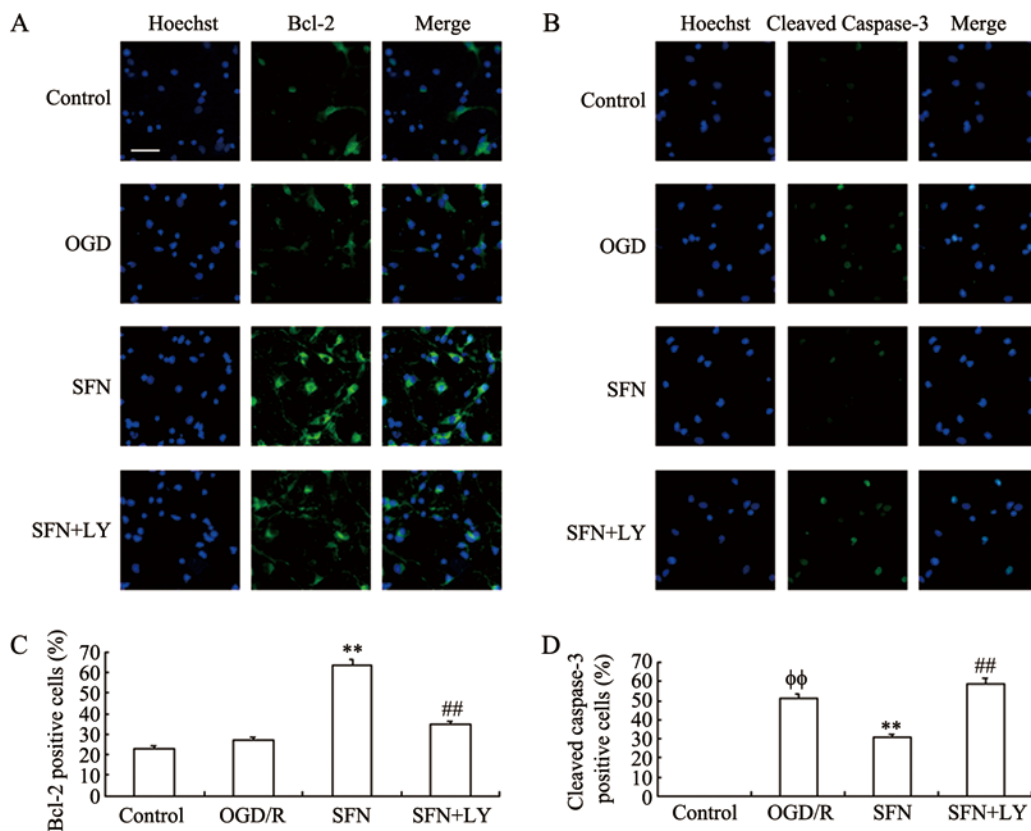 A
Hoechst Bcl-2 Merge
Control
OGD
SFN
SFN+LY
B
Hoechst Cleaved Caspase-3 Merge
Control
OGD
SFN
SFN+LY
C
Bcl-2 positive cells (%)
70
60
50
40
30
20
10
0
**
##
Control OGD/R SFN SFN+LY
D
Cleaved caspase-3
positive cells (%)
70
60
50
40
30
20
10
0
ϕϕ
**
##
Control OGD/R SFN SFN+LY